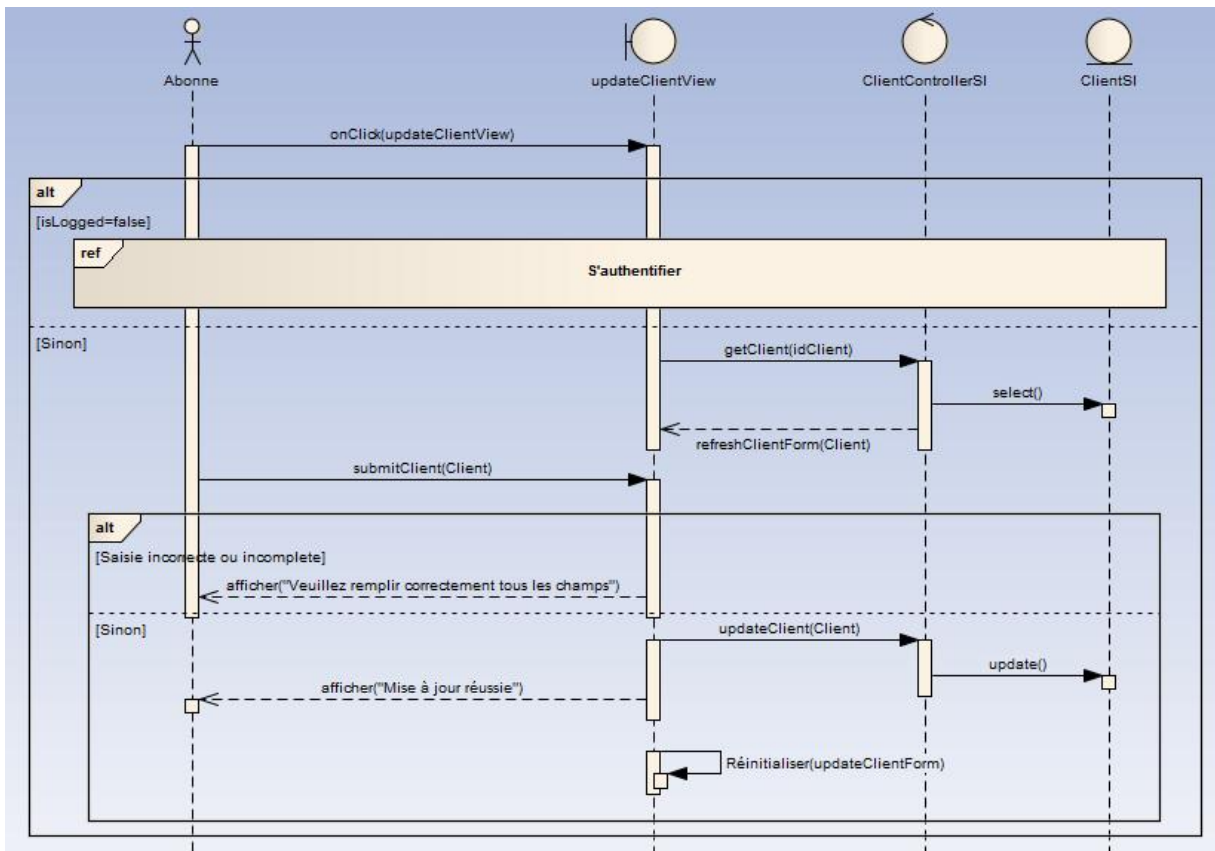 Abonne
updateClientView
ClientControllerSI
ClientSI
onClick(updateClientView)
alt
[isLogged=false]
ref
S'authentifier
[Sinon]
getClient(idClient)
select()
refreshClientForm(Client)
submitClient(Client)
alt
[Saisie incorrecte ou incomplete]
afficher("Veuillez remplir correctement tous les champs")
[Sinon]
updateClient(Client)
update()
afficher("Mise à jour réussie")
Réinitialiser(updateClientForm)